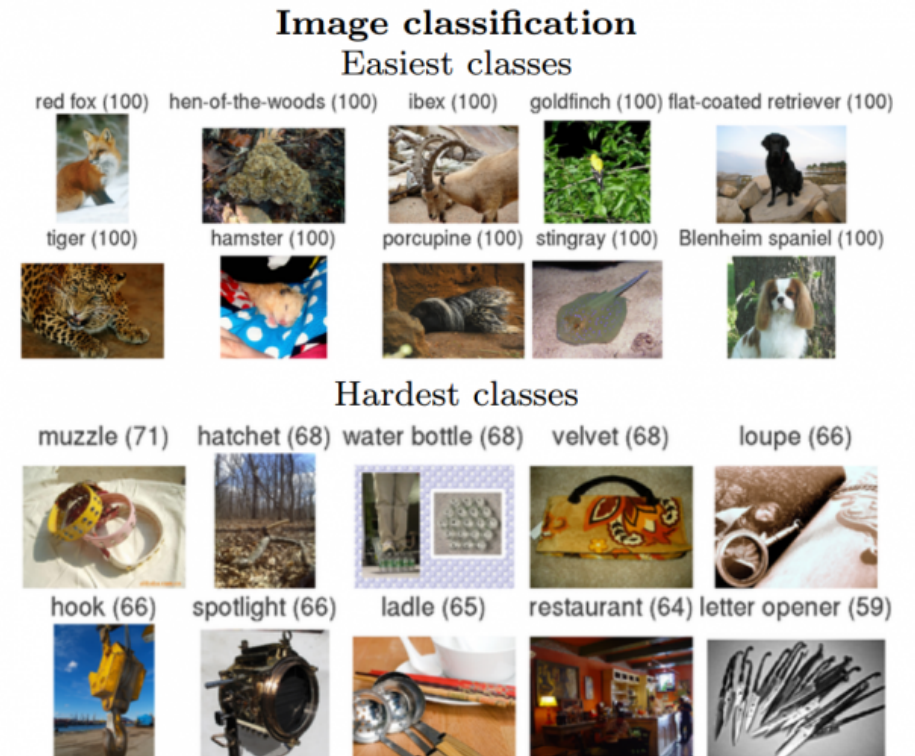 Image classification
Easiest classes
red fox (100) hen-of-the-woods (100) ibex (100) goldfinch (100) flat-coated retriever (100)
tiger (100) hamster (100) porcupine (100) stingray (100) Blenheim spaniel (100)
Hardest classes
muzzle (71) hatchet (68) water bottle (68) velvet (68) loupe (66)
hook (66) spotlight (66) ladle (65) restaurant (64) letter opener (59)